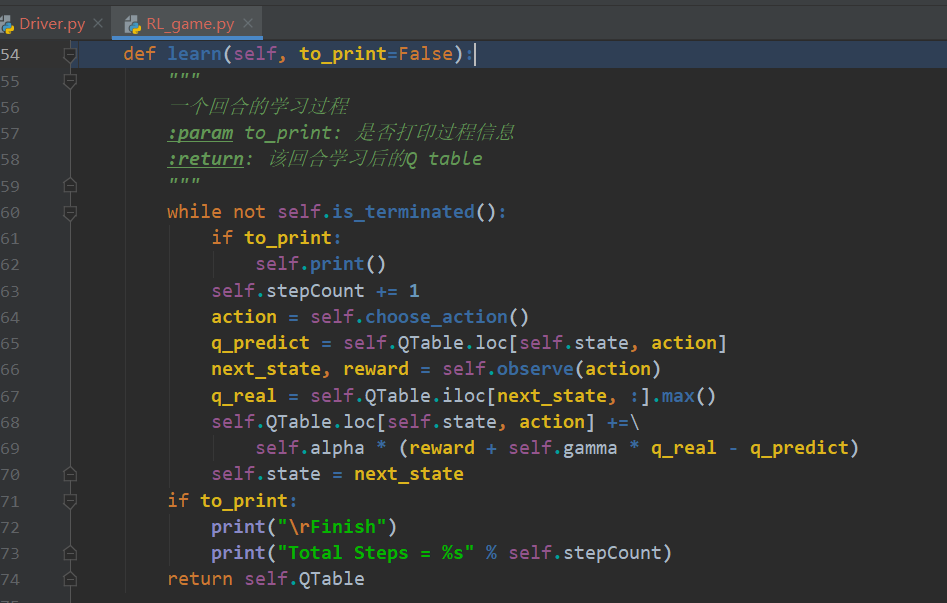 Driver.py × RL_game.py ×
54 def learn(self, to_print=False):
55 """
56 一个回合的学习过程
57 :param to_print: 是否打印过程信息
58 :return: 该回合学习后的Q table
59 """
60 while not self.is_terminated():
61 if to_print:
62 self.print()
63 self.stepCount += 1
64 action = self.choose_action()
65 q_predict = self.QTable.loc[self.state, action]
66 next_state, reward = self.observe(action)
67 q_real = self.QTable.iloc[next_state, :].max()
68 self.QTable.loc[self.state, action] +=\
69 self.alpha * (reward + self.gamma * q_real - q_predict)
70 self.state = next_state
71 if to_print:
72 print("\rFinish")
73 print("Total Steps = %s" % self.stepCount)
74 return self.QTable